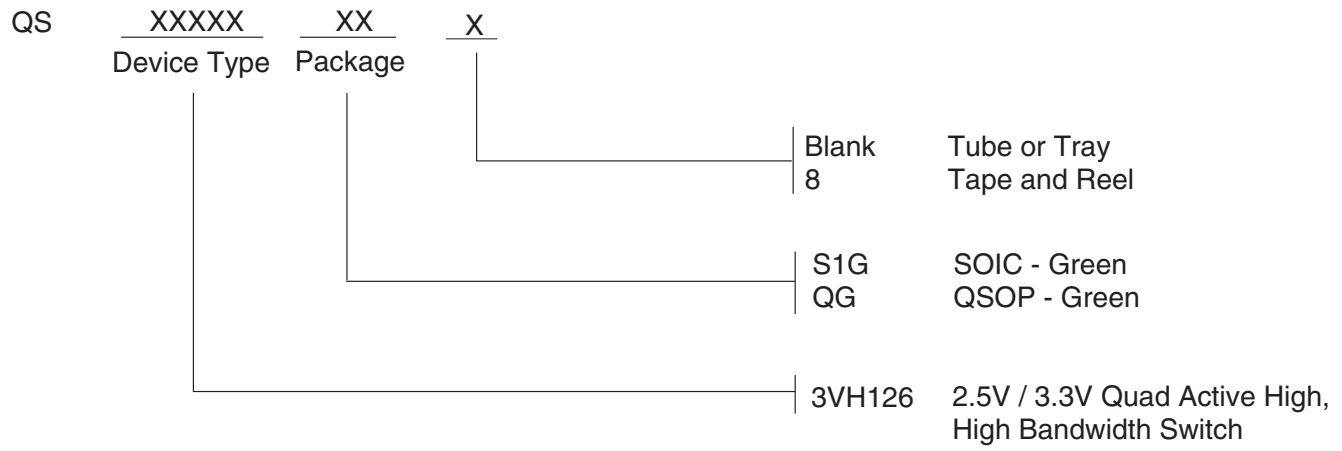 QS XXXXX XX X
Device Type Package
Blank Tube or Tray
8 Tape and Reel
S1G SOIC - Green
QG QSOP - Green
3VH126 2.5V / 3.3V Quad Active High,
High Bandwidth Switch